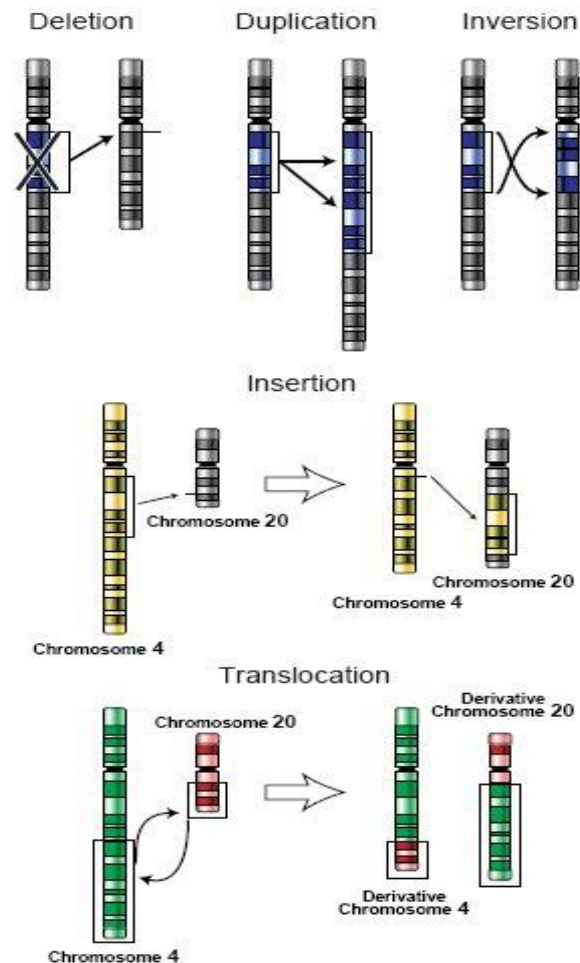 Deletion
Duplication
Inversion
Insertion
Chromosome 20
Chromosome 4
Chromosome 20
Chromosome 4
Translocation
Chromosome 20
Chromosome 4
Derivative
Chromosome 20
Derivative
Chromosome 4